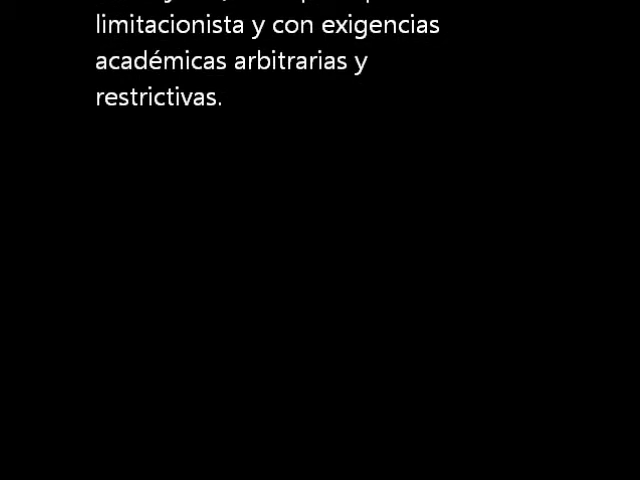 limitacionista y con exigencias
académicas arbitrarias y
restrictivas.